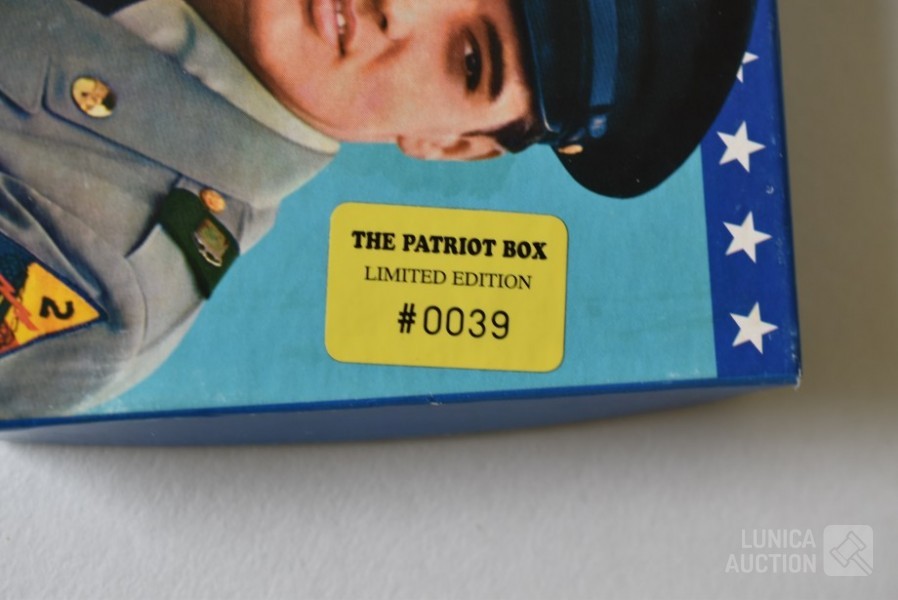 THE PATRIOT BOX
LIMITED EDITION
#0039
2
LUNICA
AUCTION